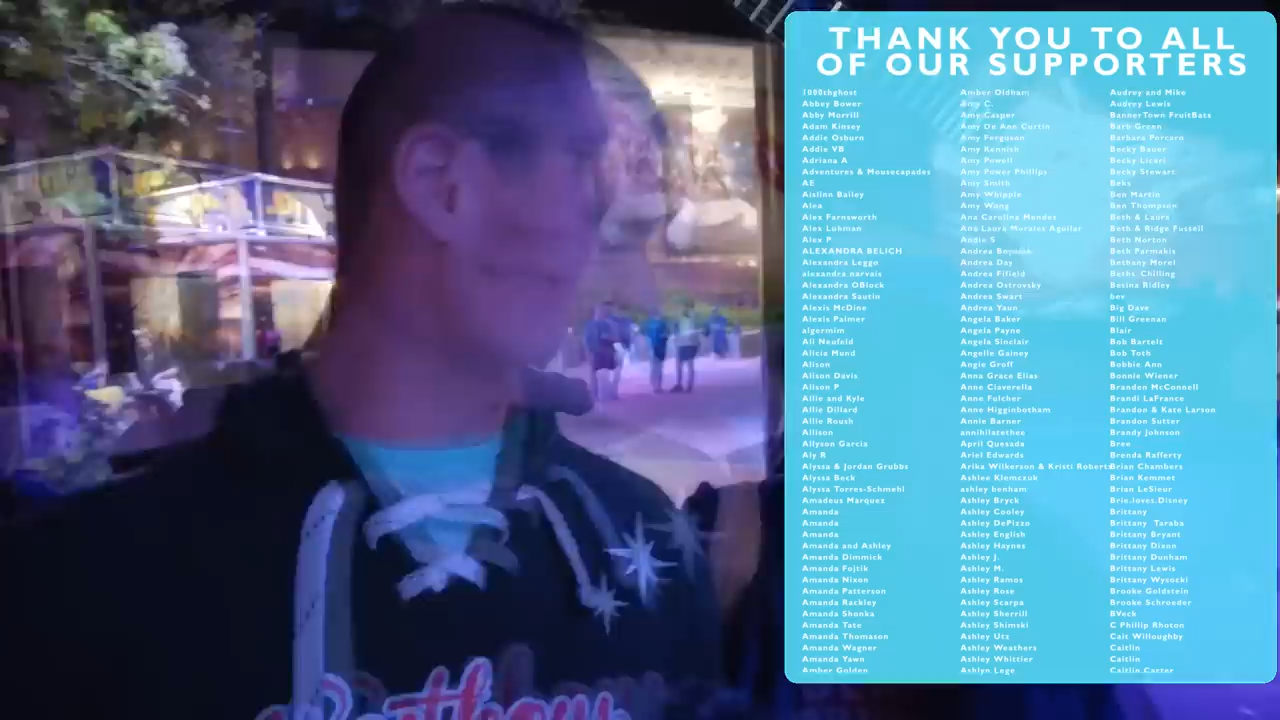 THANK YOU TO ALL
OF OUR SUPPORTERS
1000thghost
Abbey Bower
Abby Morrill
Adam Kinsey
Addie Osburn
Addie VB
Adriana A
Adventures & Mousecapades
AE
Aislinn Bailey
Alea
Alex Farnsworth
Alex Luhman
Alex P
ALEXANDRA BELICH
Alexandra Leggo
alexandra narvais
Alexandra OBlock
Alexandra Sautin
Alexis McDine
Alexis Palmer
algermim
Ali Neufeld
Alicia Mund
Alison
Alison Davis
Alison P
Allie and Kyle
Allie Dillard
Allie Roush
Allison
Allyson Garcia
Aly R
Alyssa & Jordan Grubbs
Alyssa Beck
Alyssa Torres-Schmehl
Amadeus Marquez
Amanda
Amanda
Amanda
Amanda and Ashley
Amanda Dimmick
Amanda Fojtik
Amanda Nixon
Amanda Patterson
Amanda Rackley
Amanda Shonka
Amanda Tate
Amanda Thomason
Amanda Wagner
Amanda Yawn
Amber Golden
Amber Oldham
Amy C.
Amy Casper
Amy De Ann Curtin
Amy Ferguson
Amy Kennish
Amy Powell
Amy Power Phillips
Amy Smith
Amy Whipple
Amy Wong
Ana Carolina Mendes
Ana Laura Morales Aguilar
Andie S
Andrea
Andrea Day
Andrea Fifield
Andrea Ostrovsky
Andrea Swart
Andrea Yaun
Angela Baker
Angela Payne
Angela Sinclair
Angelle Gainey
Angie Groff
Anna Grace Elias
Anne Ciaverella
Anne Fulcher
Anne Higginbotham
Annie Barner
annihilatethee
April Quesada
Ariel Edwards
Arika Wilkerson & Kristi Roberts
Ashlee Klemczuk
ashley benham
Ashley Bryck
Ashley Cooley
Ashley DePizzo
Ashley English
Ashley Haynes
Ashley J.
Ashley M.
Ashley Ramos
Ashley Rose
Ashley Scarpa
Ashley Sherrill
Ashley Shimski
Ashley Utz
Ashley Weathers
Ashley Whittier
Ashlyn Lege
Audrey and Mike
Audrey Lewis
BannerTown FruitBats
Barb Green
Barbara Porcaro
Becky Bauer
Becky Licari
Becky Stewart
Beks
Ben Martin
Ben Thompson
Beth & Laura
Beth & Ridge Fussell
Beth Norton
Beth Parmakis
Bethany Morel
Beths_Chilling
Besina Ridley
bev
Big Dave
Bill Greenan
Blair
Bob Bartelt
Bob Toth
Bobbie Ann
Bonnie Wiener
Branden McConnell
Brandi LaFrance
Brandon & Kate Larson
Brandon Sutter
Brandy Johnson
Bree
Brenda Rafferty
Brian Chambers
Brian Kemmet
Brian LeSieur
Brie.loves.Disney
Brittany
Brittany Taraba
Brittany Bryant
Brittany Dixon
Brittany Dunham
Brittany Lewis
Brittany Wysocki
Brooke Goldstein
Brooke Schroeder
BVeck
C Phillip Rhoton
Cait Willoughby
Caitlin
Caitlin
Caitlin Carter